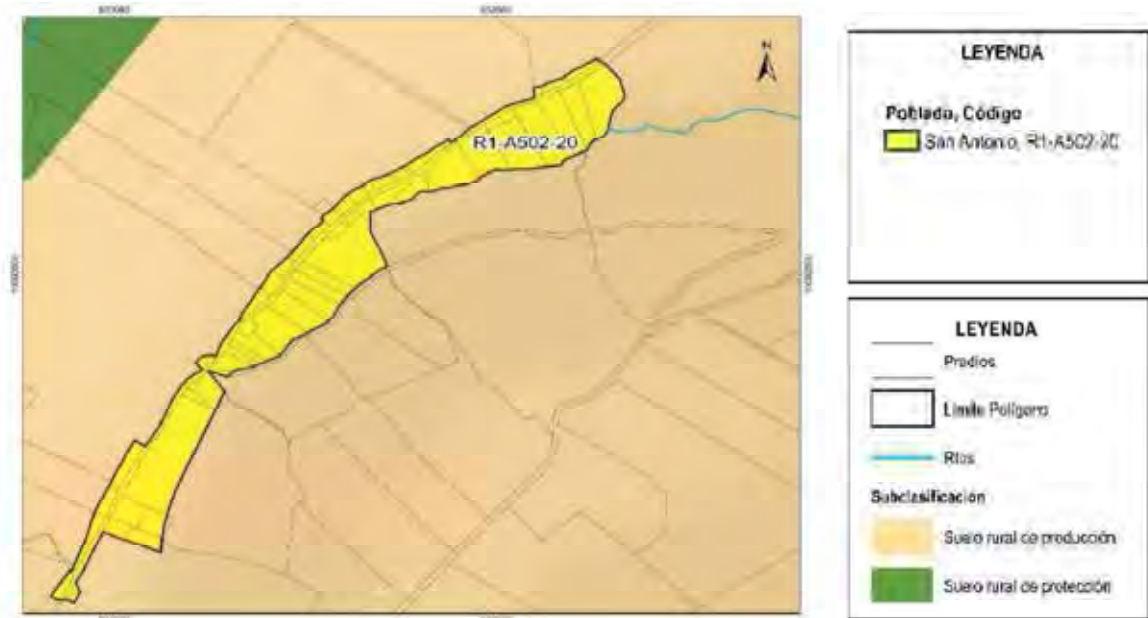 N
R1-A502-20
LEYENDA
Poblado, Código
San Antonio, R1-A502-20
LEYENDA
Predios
Limite Polígono
Ríos
Subclasificación
Suelo rural de producción
Suelo rural de protección